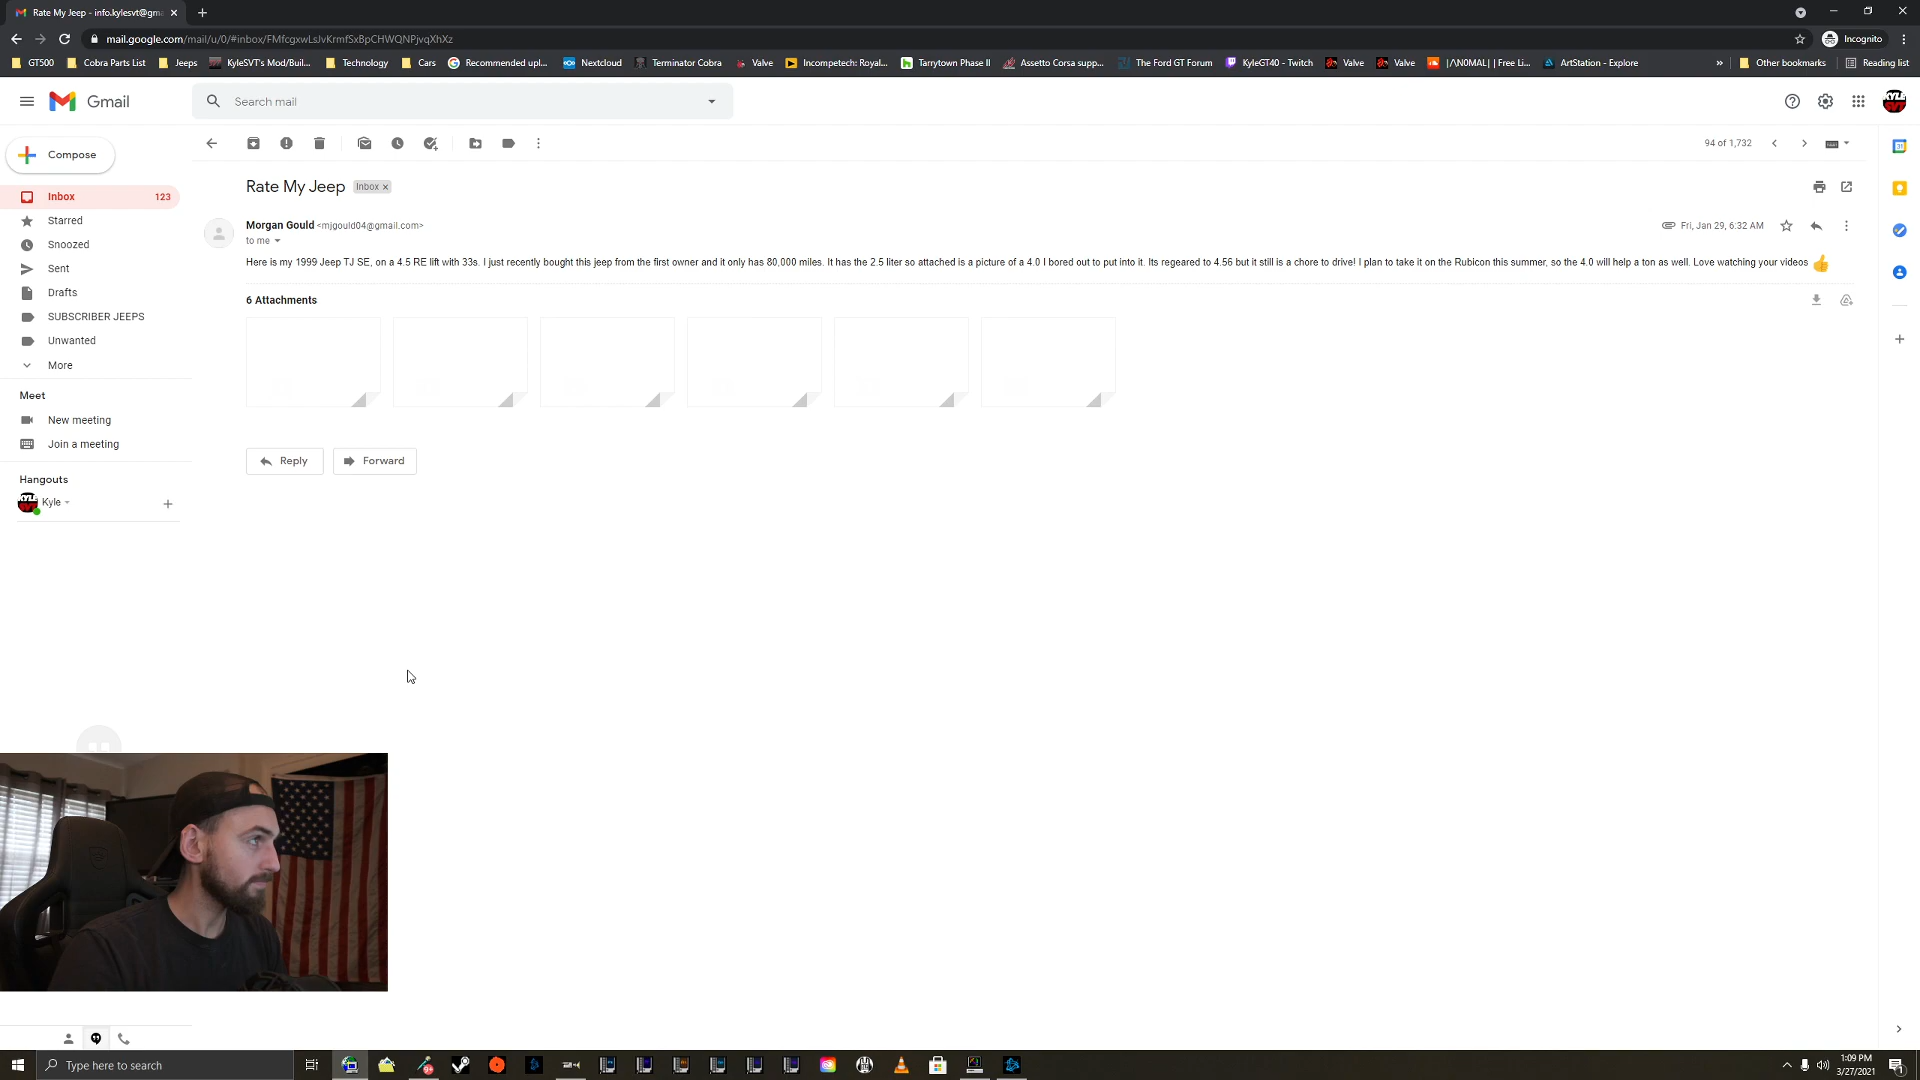 Rate My Jeep - info.kylesvt@gm
mail.google.com/mail/u/0/#inbox/FMfcgxwLsJvKrmfSxBpCHWQNPjvqXhXz
Incognito
GT500
Cobra Parts List
Jeeps
KyleSVT's Mod/Buil...
Technology
Cars
Recommended upl...
Nextcloud
Terminator Cobra
Valve
Incompetech: Royal...
Tarrytown Phase II
Assetto Corsa supp...
The Ford GT Forum
KyleGT40 - Twitch
Valve
Valve
|/\N0MAL| | Free Li...
ArtStation - Explore
»
Other bookmarks
Reading list
Gmail
Search mail
Compose
94 of 1,732
Inbox 123
Starred
Snoozed
Sent
Drafts
SUBSCRIBER JEEPS
Unwanted
More
Meet
New meeting
Join a meeting
Hangouts
Kyle
Rate My Jeep Inbox x
Morgan Gould <mjgould04@gmail.com>
Fri, Jan 29, 6:32 AM
to me
Here is my 1999 Jeep TJ SE, on a 4.5 RE lift with 33s. I just recently bought this jeep from the first owner and it only has 80,000 miles. It has the 2.5 liter so attached is a picture of a 4.0 I bored out to put into it. Its regeared to 4.56 but it still is a chore to drive! I plan to take it on the Rubicon this summer, so the 4.0 will help a ton as well. Love watching your videos 👍
6 Attachments
Reply
Forward
Type here to search
1:09 PM
3/27/2021